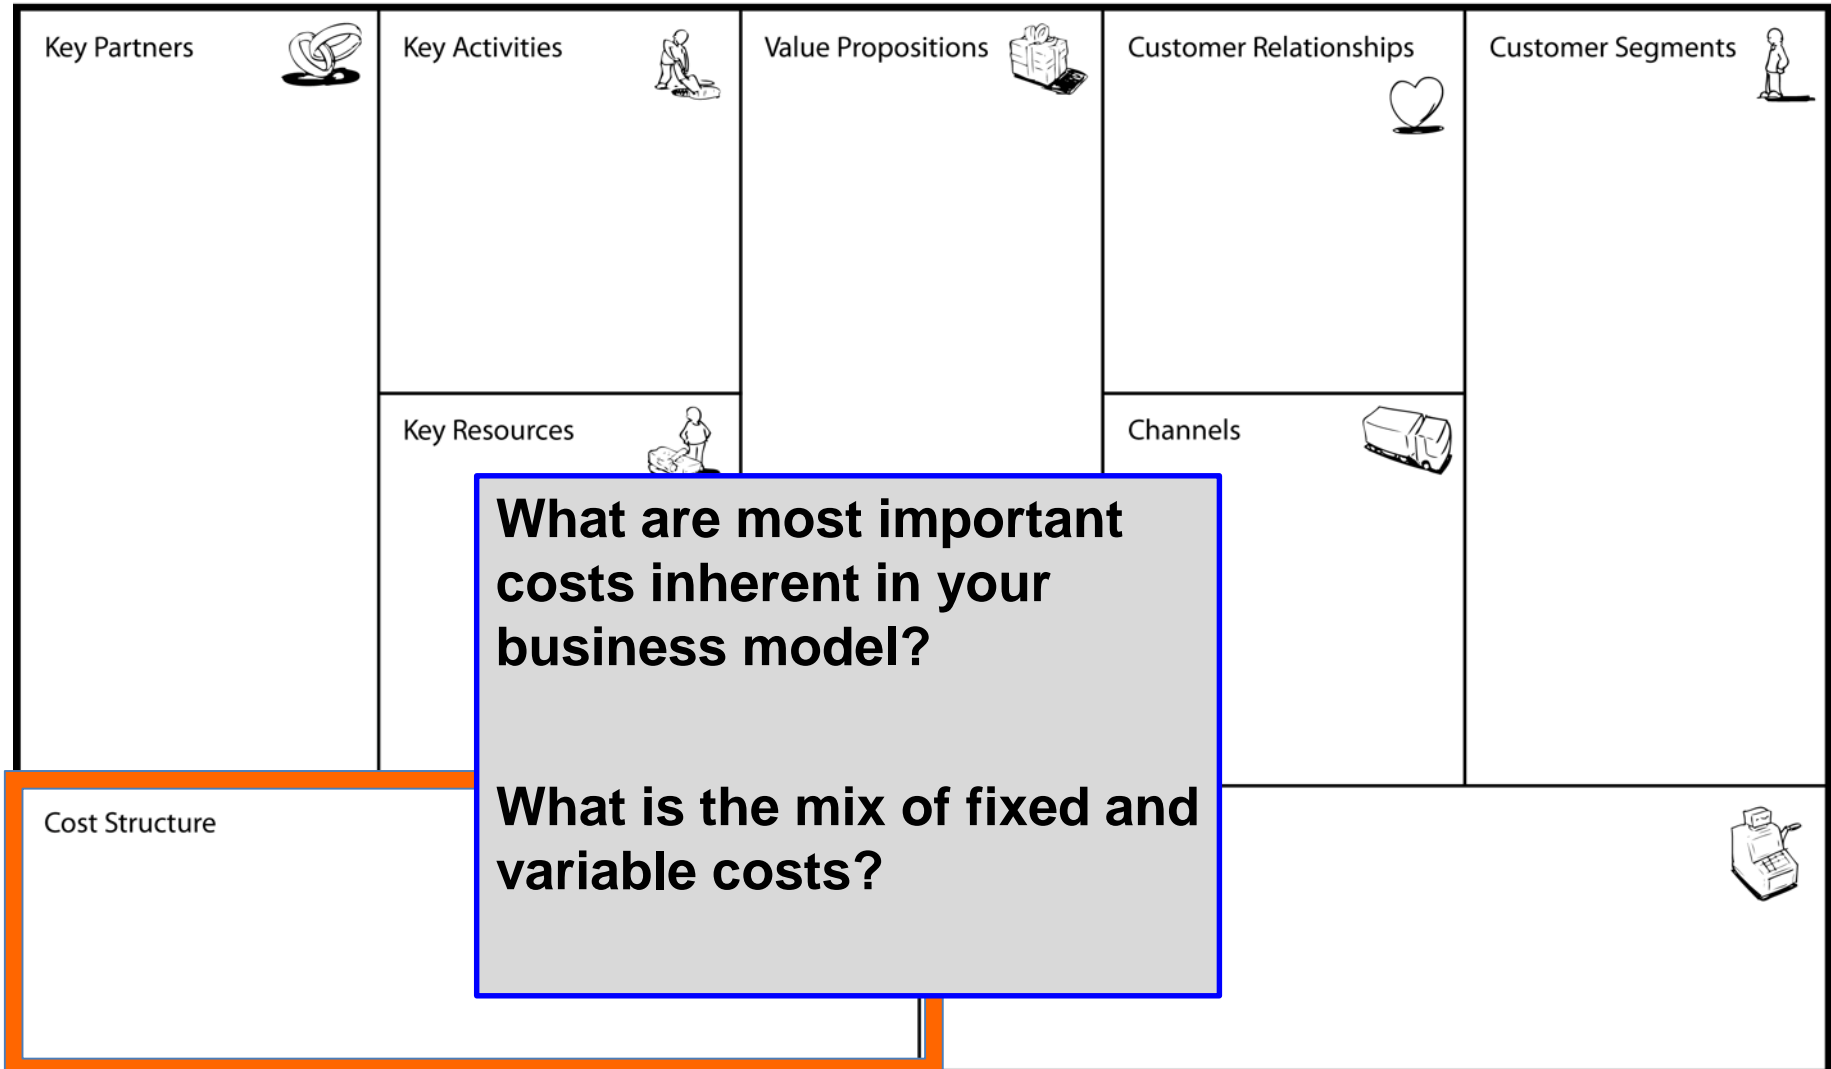 Key Partners
Key Activities
Value Propositions
Customer Relationships
Customer Segments
Key Resources
Channels
What are most important
costs inherent in your
business model?
What is the mix of fixed and
variable costs?
Cost Structure